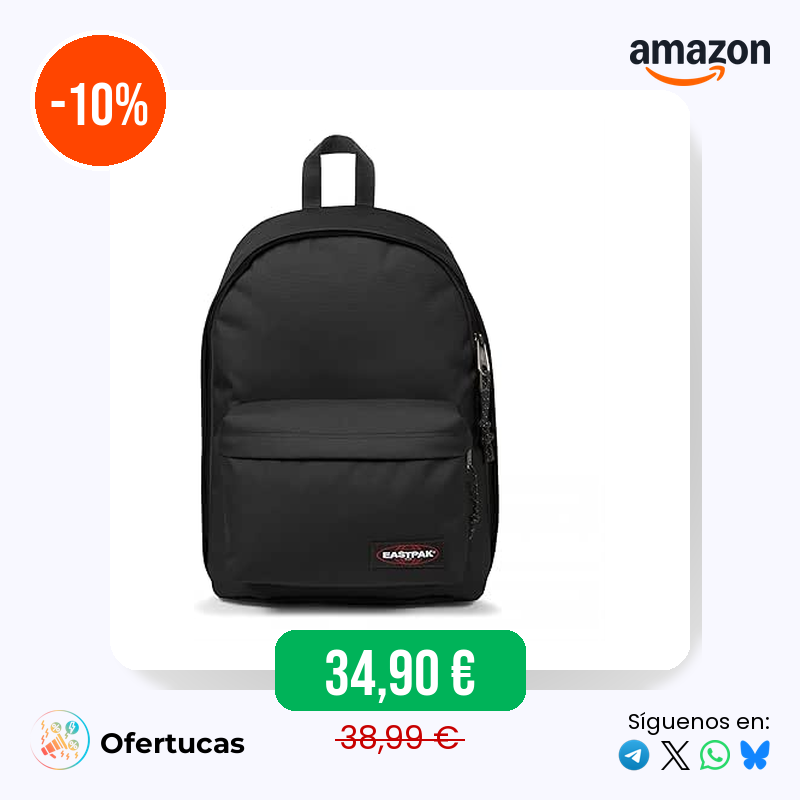 -10%
amazon
EASTPAK
34,90 €
38,99 €
Ofertucas
Síguenos en: